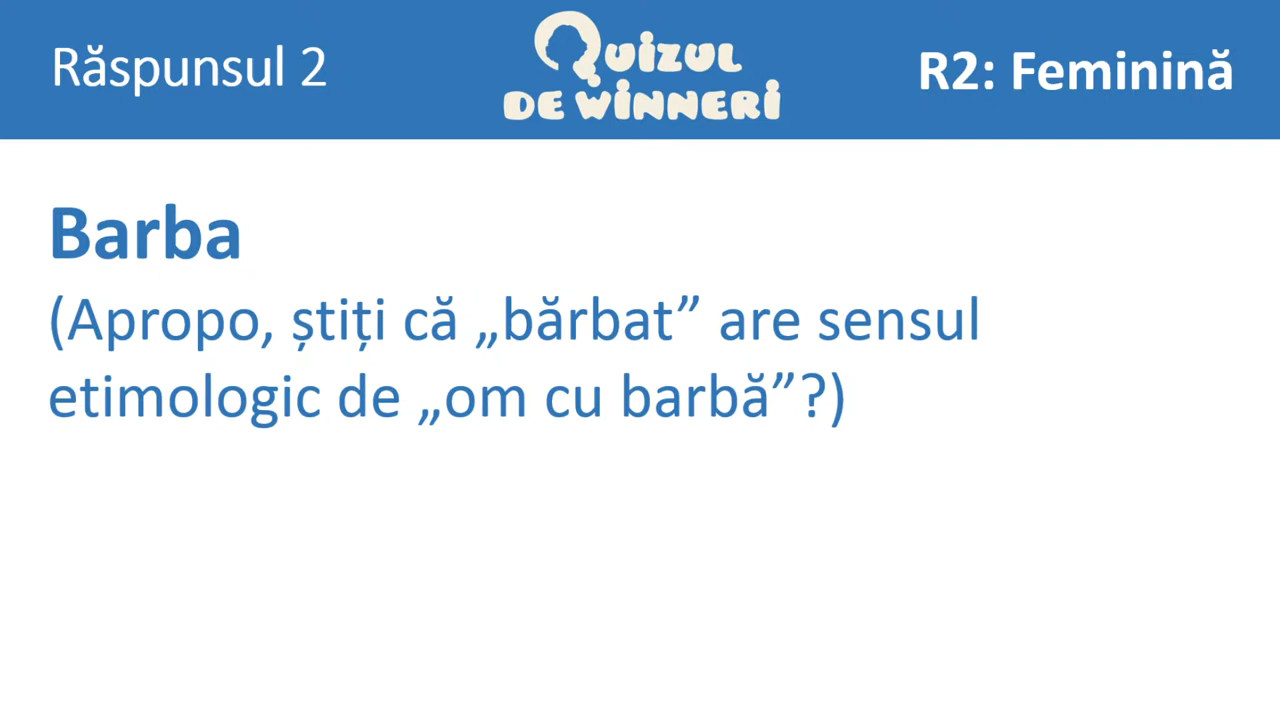 Răspunsul 2
QUIZUL
DE WINNERI
R2: Feminină
Barba
(Apropo, știți că „bărbat” are sensul
etimologic de „om cu barbă”?)